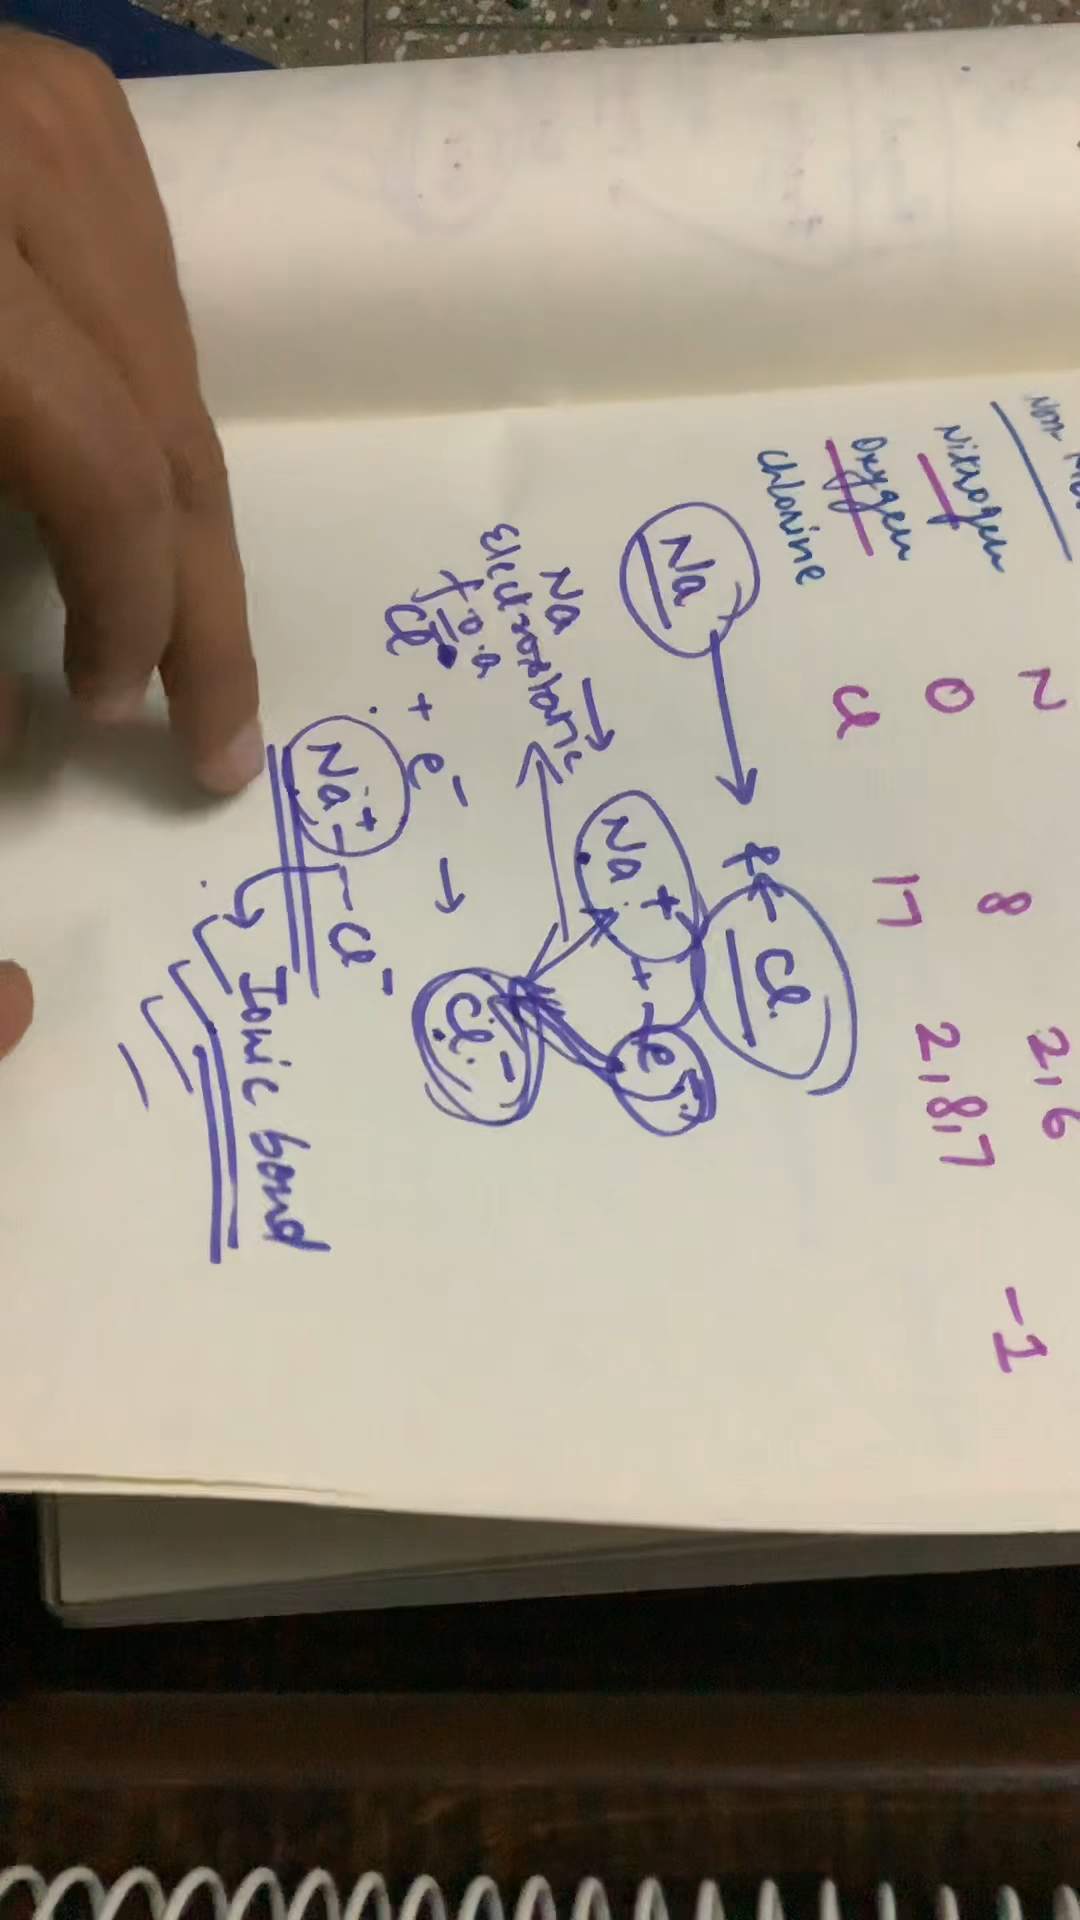 Non-
Nitrogen N
Oxygen O 8 2,6
Chlorine Cl 17 2,8,7 -1
Na → Cl
Na → Na+ + e-
Electrostatic
f.o.a
Cl + e- → Cl-
Na+ - Cl-
Ionic bond